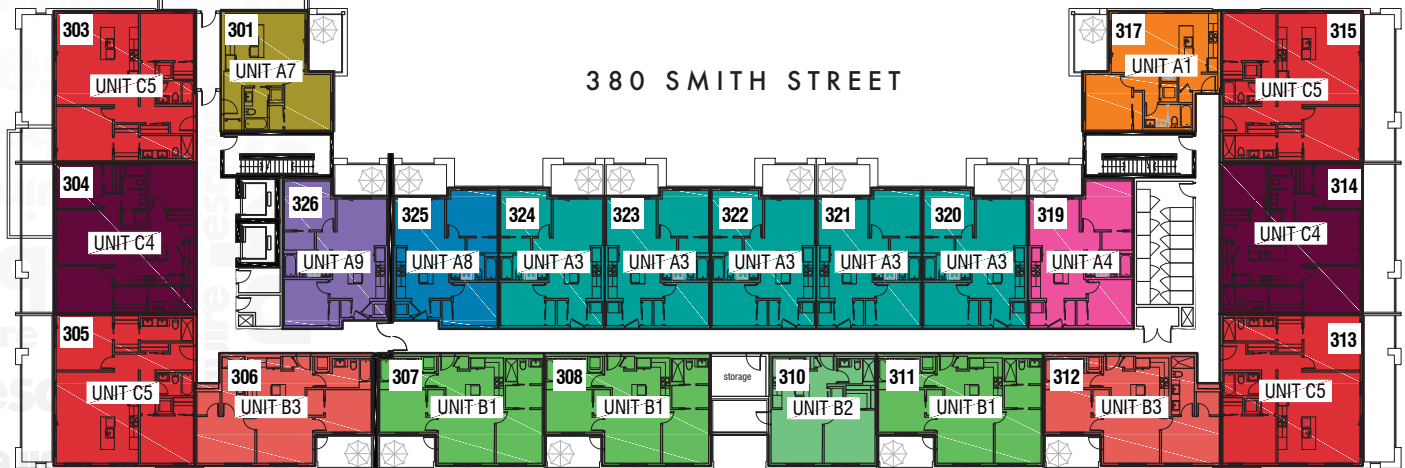 303
UNIT C5
301
UNIT A7
380 SMITH STREET
317
UNIT A1
315
UNIT C5
304
UNIT C4
326
UNIT A9
325
UNIT A8
324
UNIT A3
323
UNIT A3
322
UNIT A3
321
UNIT A3
320
UNIT A3
319
UNIT A4
314
UNIT C4
305
UNIT C5
306
UNIT B3
307
UNIT B1
308
UNIT B1
storage
310
UNIT B2
311
UNIT B1
312
UNIT B3
313
UNIT C5